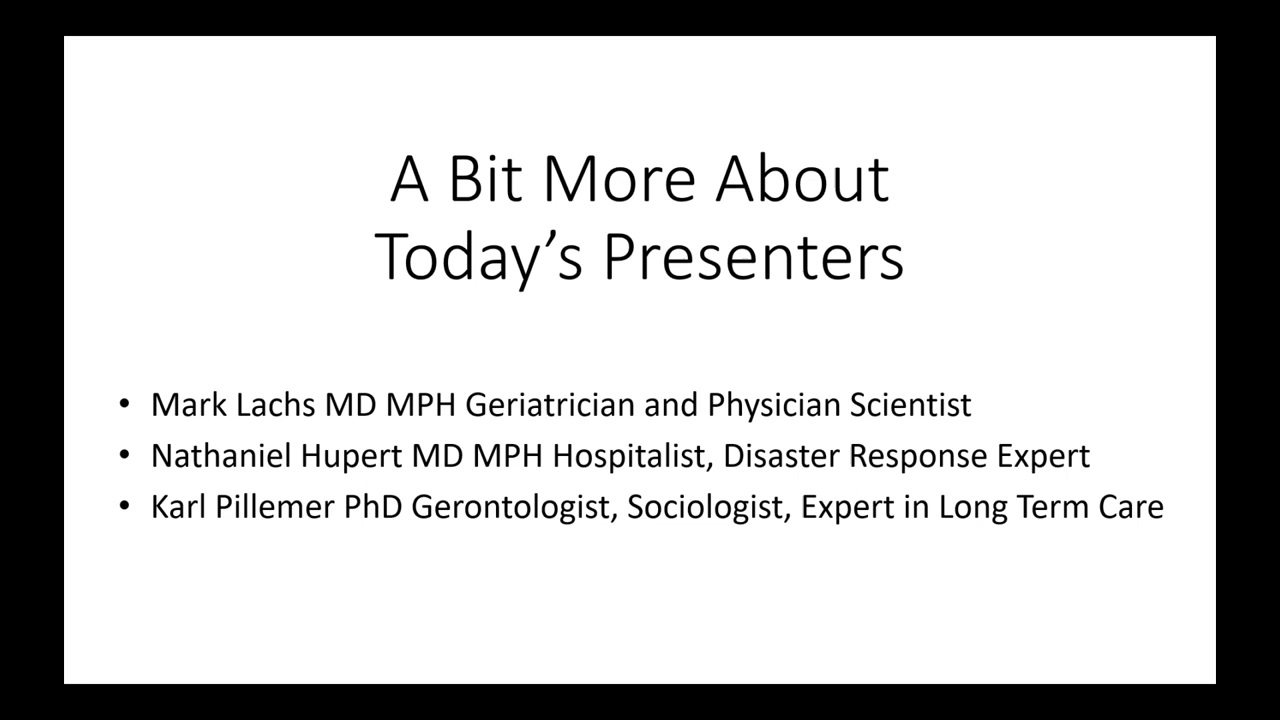 A Bit More About
Today’s Presenters
• Mark Lachs MD MPH Geriatrician and Physician Scientist
• Nathaniel Hupert MD MPH Hospitalist, Disaster Response Expert
• Karl Pillemer PhD Gerontologist, Sociologist, Expert in Long Term Care